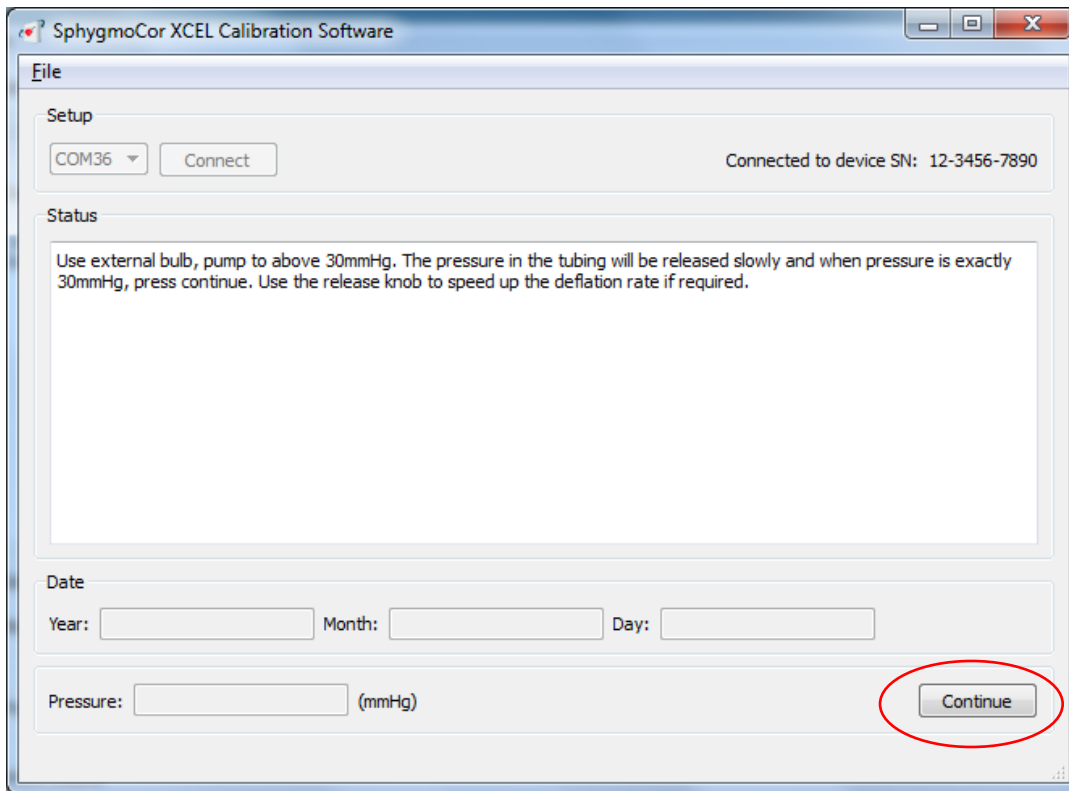 SphygmoCor XCEL Calibration Software
File
Setup
COM36
Connect
Connected to device SN: 12-3456-7890
Status
Use external bulb, pump to above 30mmHg. The pressure in the tubing will be released slowly and when pressure is exactly
30mmHg, press continue. Use the release knob to speed up the deflation rate if required.
Date
Year:
Month:
Day:
Pressure:
(mmHg)
Continue